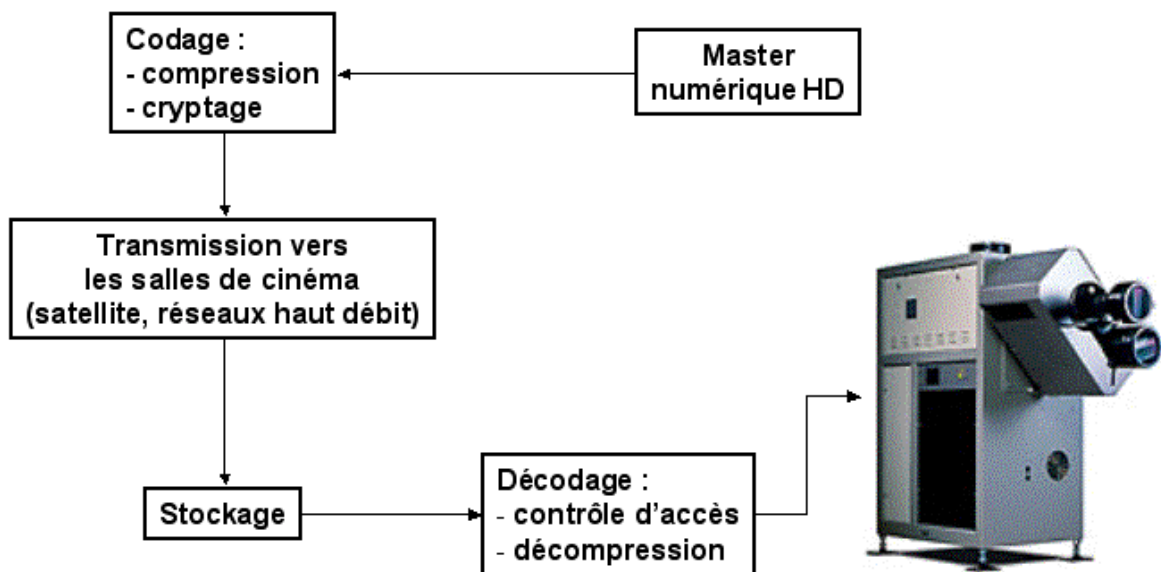 Codage :
- compression
- cryptage
Master
numérique HD
Transmission vers
les salles de cinéma
(satellite, réseaux haut débit)
Stockage
Décodage :
- contrôle d'accès
- décompression